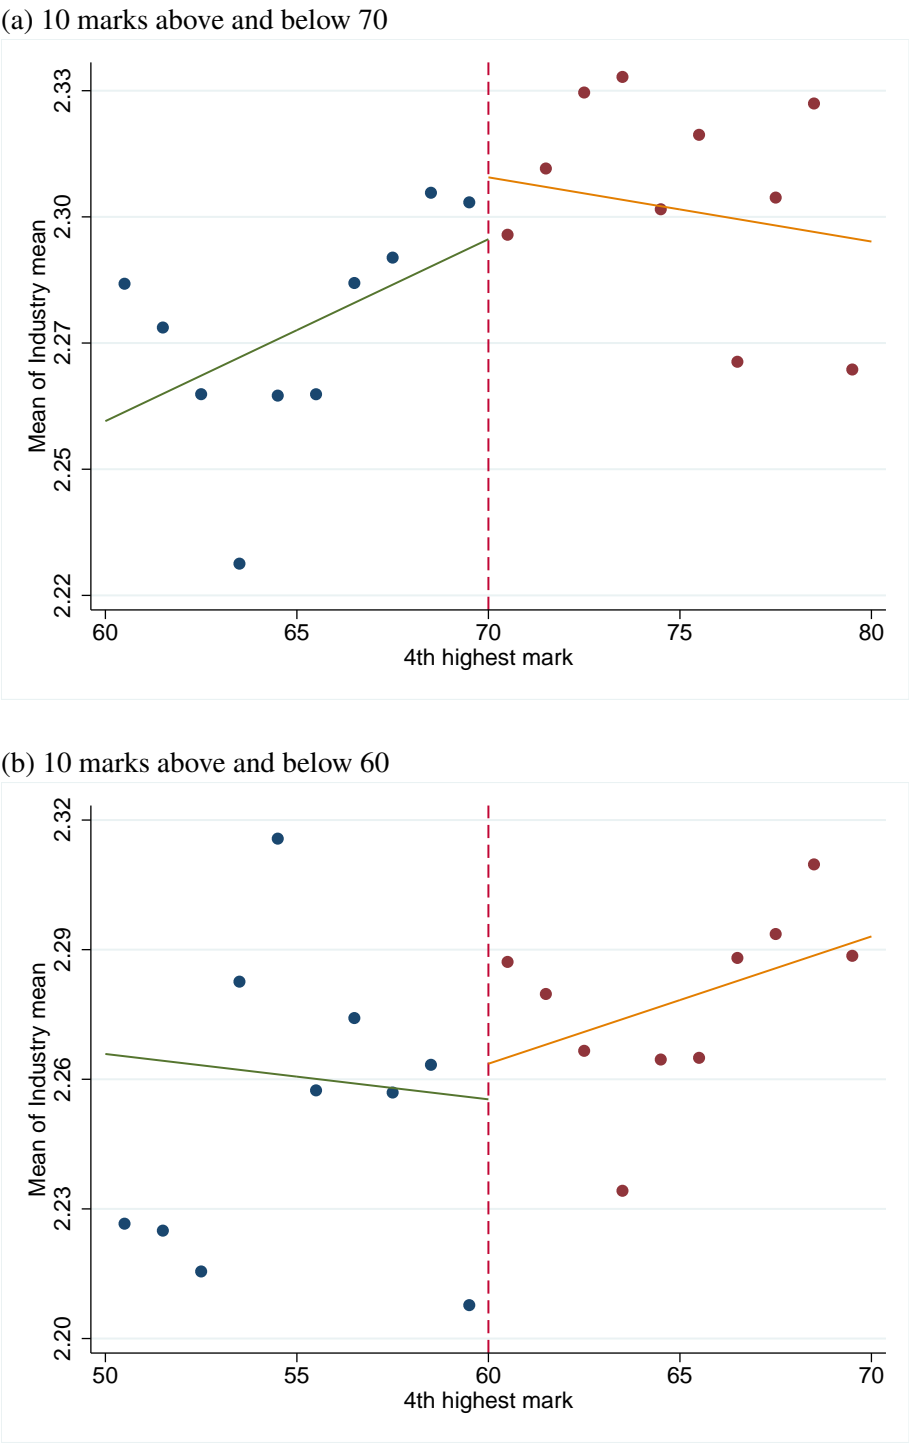 (a) 10 marks above and below 70
2.33
2.30
2.27
2.25
2.22
Mean of Industry mean
60 65 70 75 80
4th highest mark
(b) 10 marks above and below 60
2.32
2.29
2.26
2.23
2.20
Mean of Industry mean
50 55 60 65 70
4th highest mark